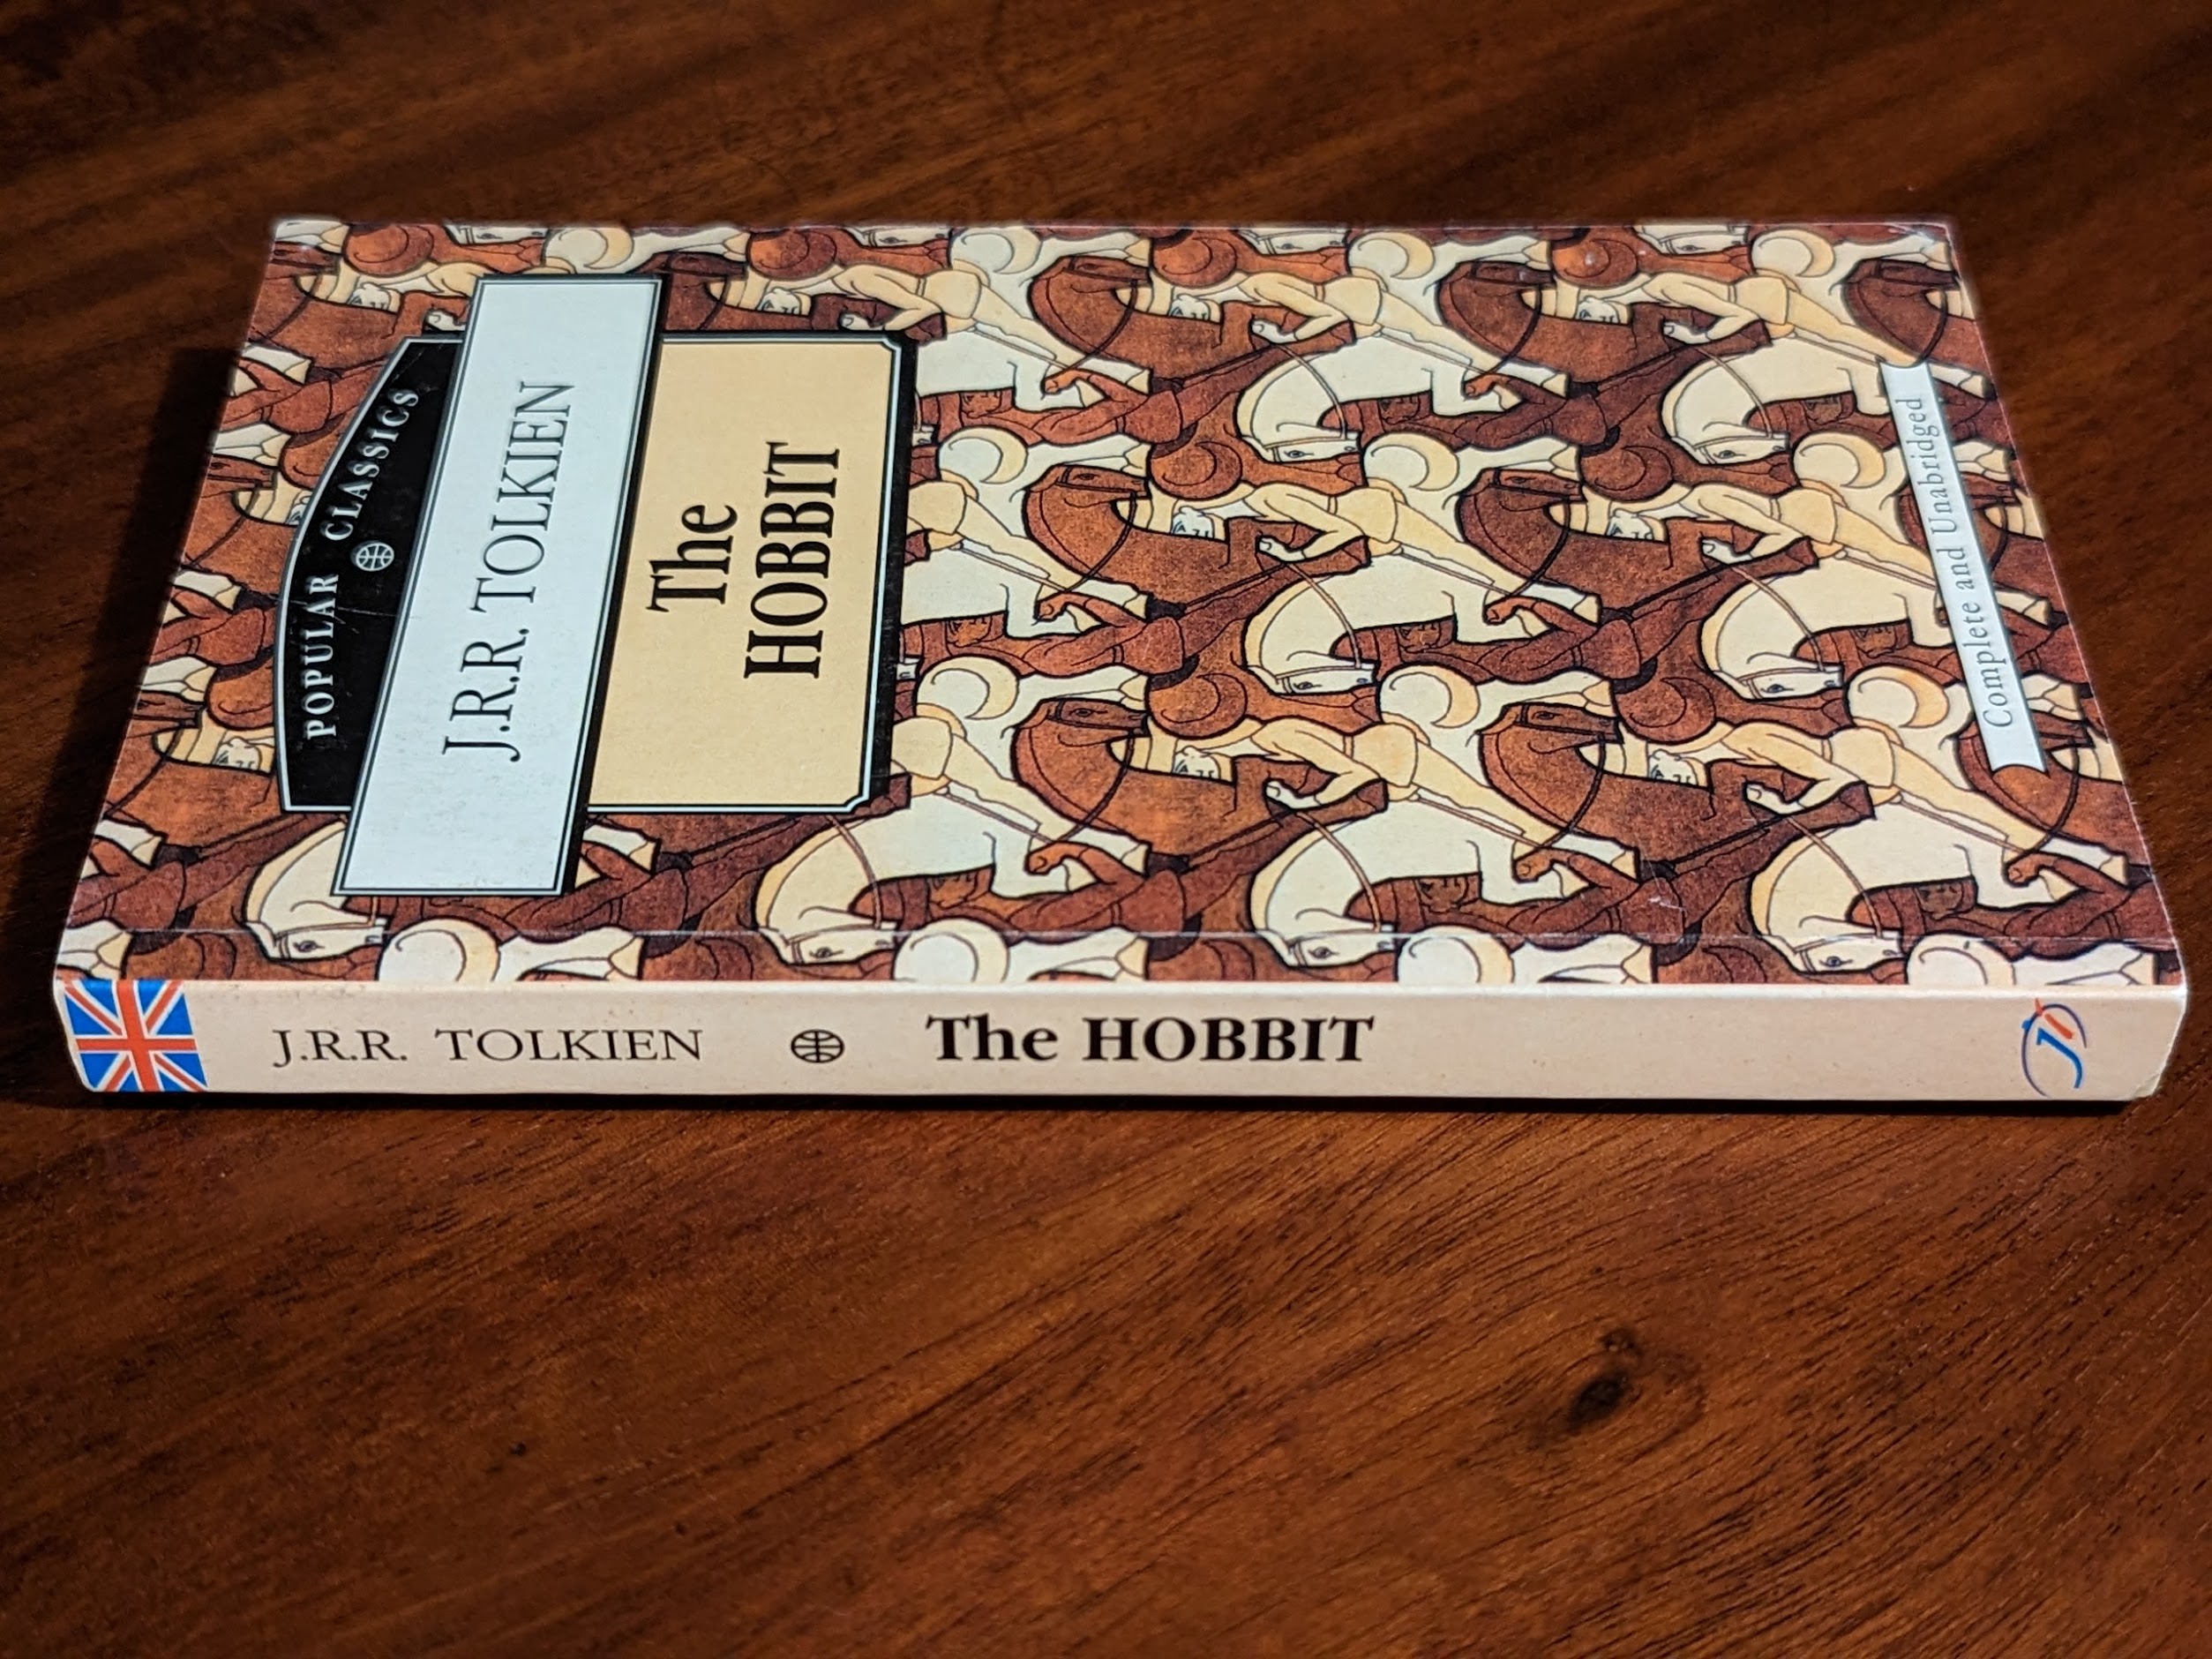 POPULAR CLASSICS
J.R.R. TOLKIEN
The
HOBBIT
Complete and Unabridged
J.R.R. TOLKIEN The HOBBIT